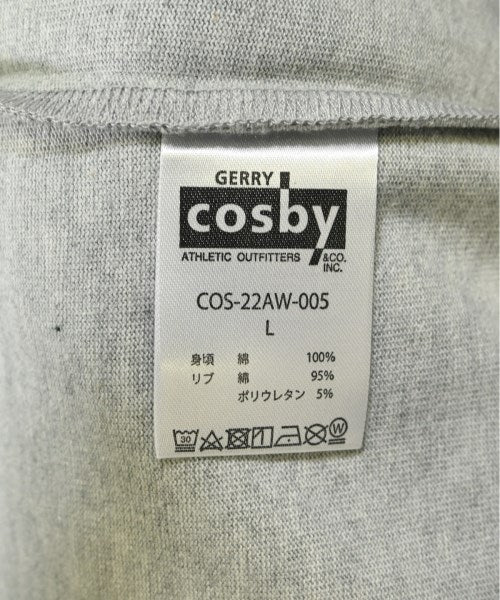 GERRY
cosby
ATHLETIC OUTFITTERS &CO. INC.
COS-22AW-005
L
身頃 綿 100%
リブ 綿 95%
ポリウレタン 5%
30 W